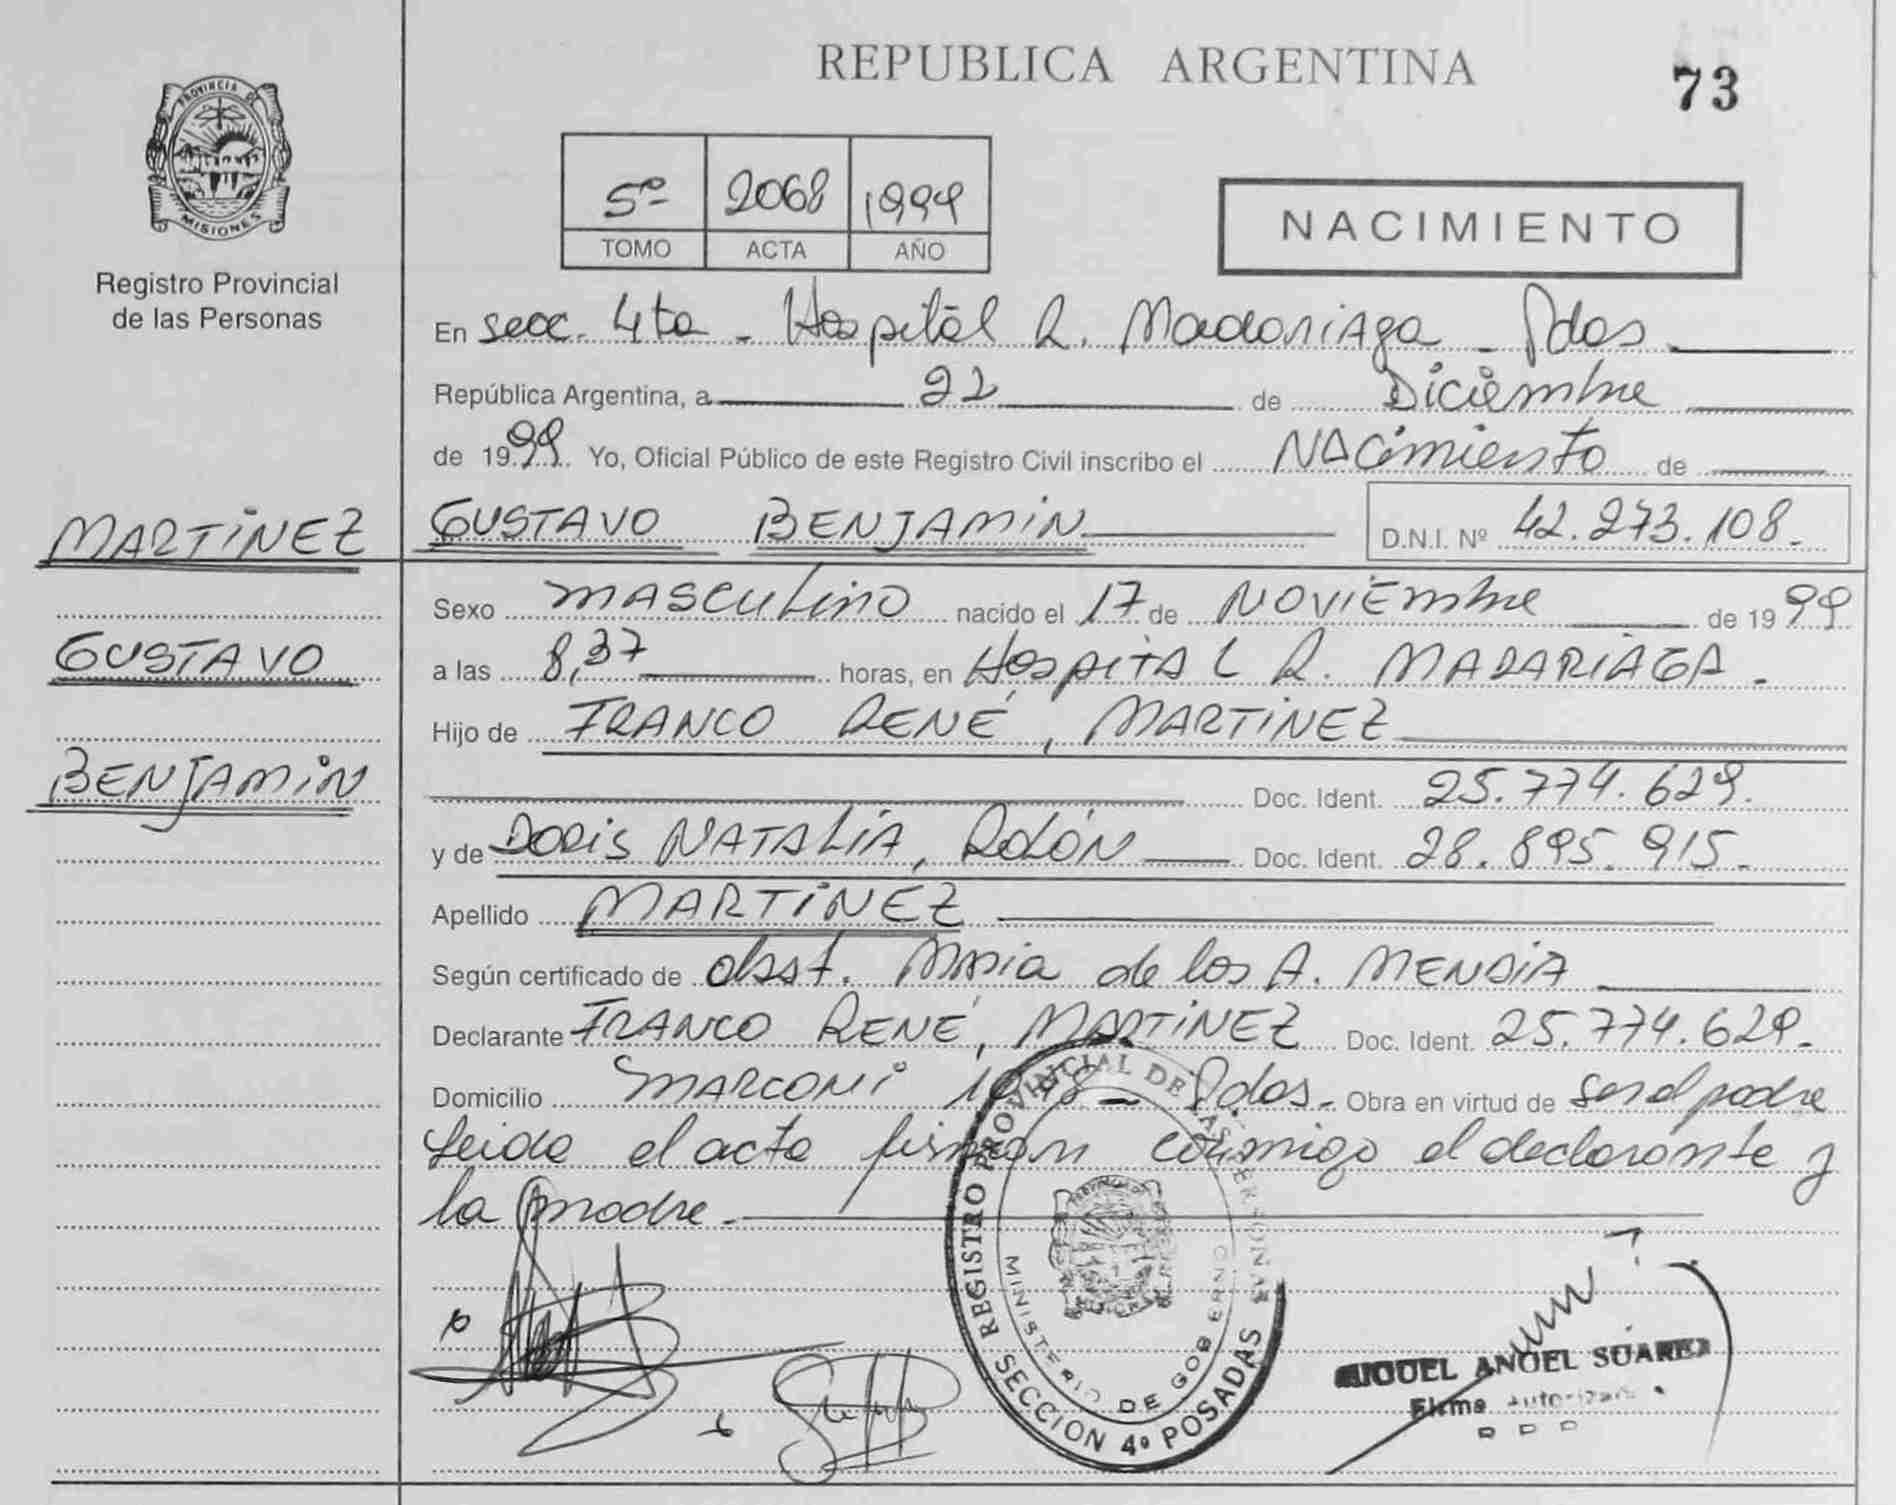 REPUBLICA ARGENTINA
73
PROVINCIA DE
MISIONES
Registro Provincial
de las Personas
5º 2068 1999
TOMO ACTA AÑO
NACIMIENTO
En secc. 4ta - Hospital R. Madariaga - Pdas
República Argentina, a 22 de Diciembre
de 1999 Yo, Oficial Público de este Registro Civil inscribo el NAcimiento de
MARTiNEZ
GUSTAVO BENJAMiN
D.N.I. Nº 42.273.108.-
GUSTAVO
BENJAMiN
Sexo MASCULiNO nacido el 17 de NOViEmbre de 1999
a las 8,37 horas, en HOSpiTAL R. MADARiAGA.-
Hijo de FRANCO RENÉ, MARTiNEZ
Doc. Ident. 25.774.629.
y de DORiS NATALiA, ROLÓN Doc. Ident. 28.895.915.-
Apellido MARTiNEZ
Según certificado de obst. Maria de los A. MENDiA
Declarante FRANCO RENÉ, MARTiNEZ Doc. Ident. 25.774.629.-
Domicilio MARCONi Pdas.- Obra en virtud de ser el padre
Leida el acta firman conmigo el declarante y
la madre.-
REGISTRO PROVINCIAL DE LAS PERSONAS
MINISTERIO DE GOBIERNO
SECCION 4º POSADAS
MIGUEL ANGEL SUAREZ
Firma Autorizada